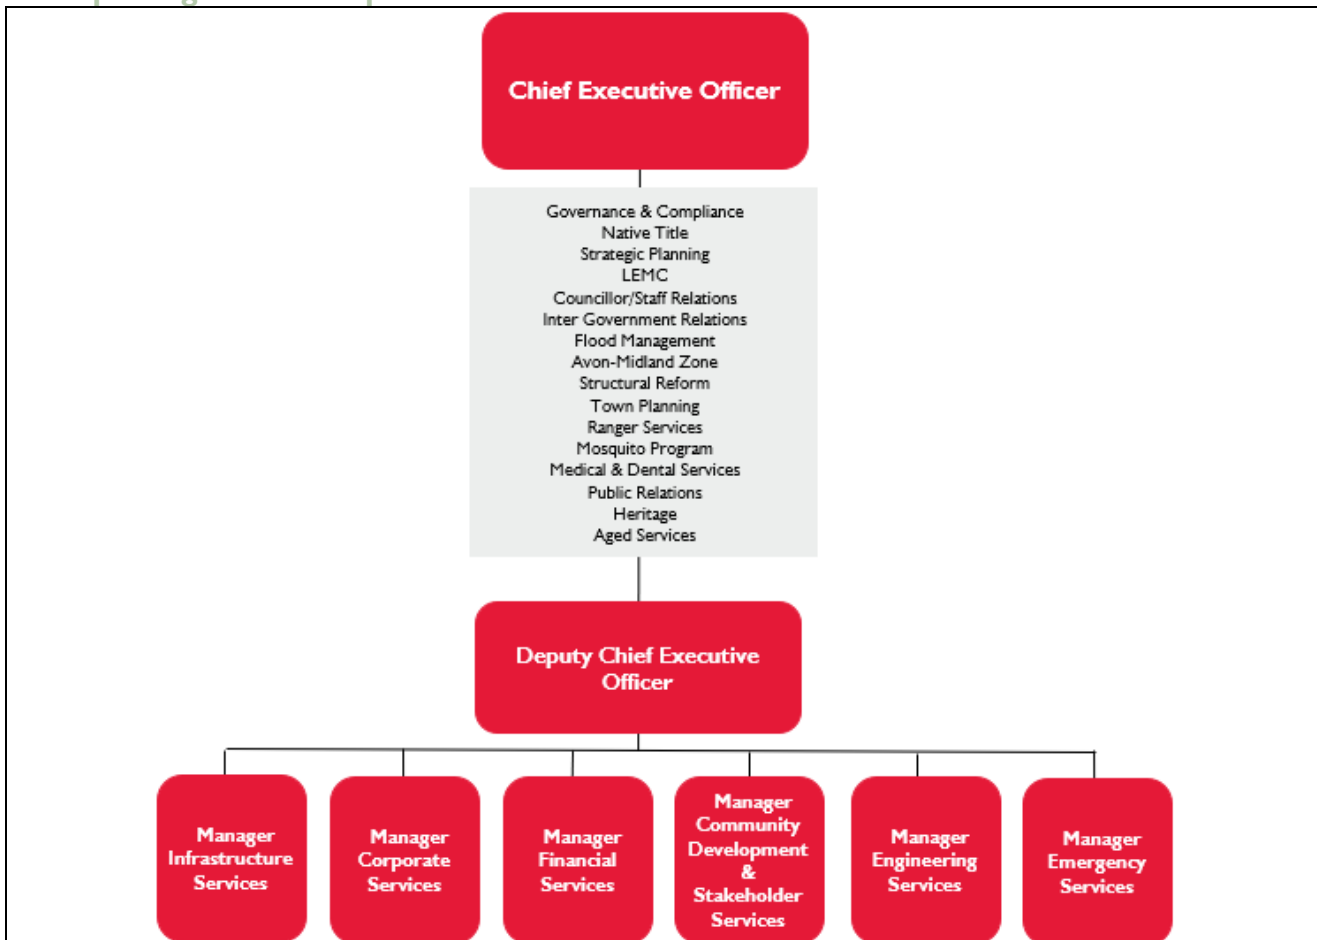 Chief Executive Officer
Governance & Compliance
Native Title
Strategic Planning
LEMC
Councillor/Staff Relations
Inter Government Relations
Flood Management
Avon-Midland Zone
Structural Reform
Town Planning
Ranger Services
Mosquito Program
Medical & Dental Services
Public Relations
Heritage
Aged Services
Deputy Chief Executive
Officer
Manager
Infrastructure
Services
Manager
Corporate
Services
Manager
Financial
Services
Manager
Community
Development
&
Stakeholder
Services
Manager
Engineering
Services
Manager
Emergency
Services